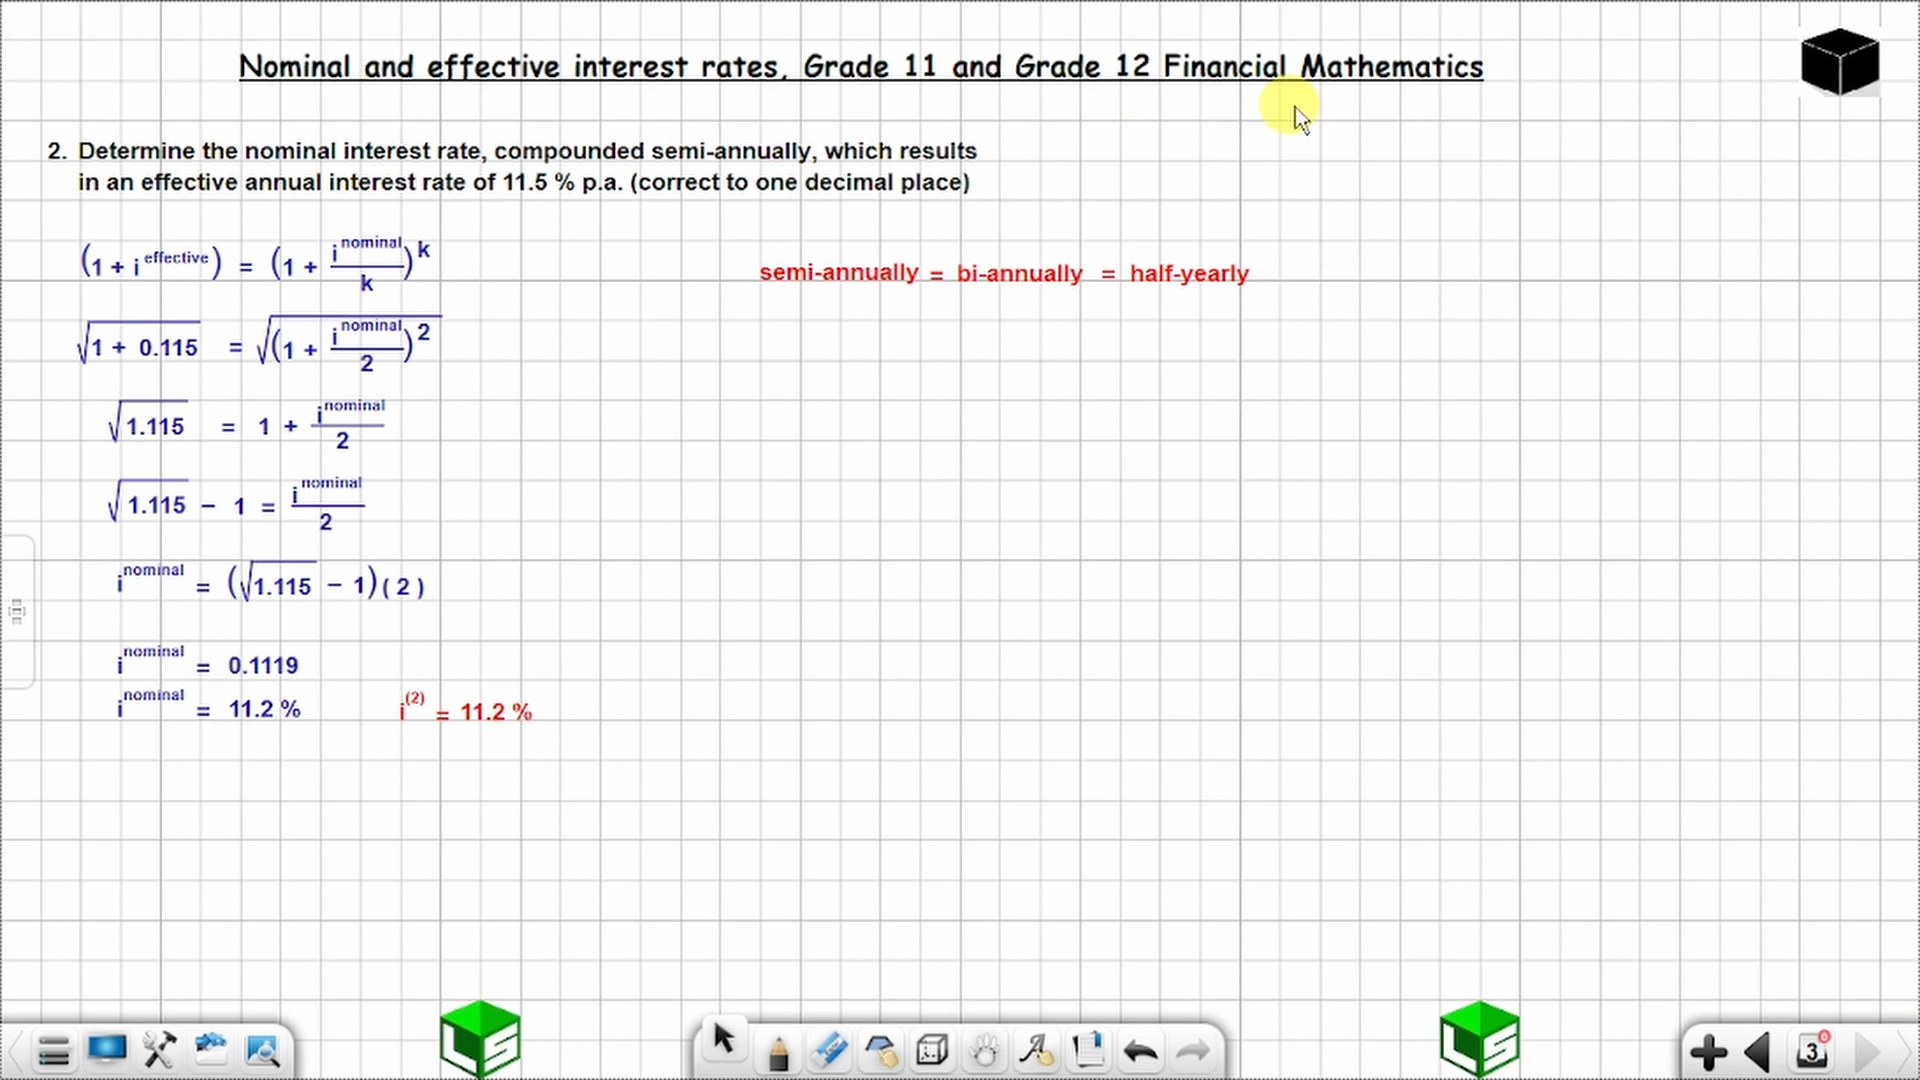 Nominal and effective interest rates, Grade 11 and Grade 12 Financial Mathematics
2. Determine the nominal interest rate, compounded semi-annually, which results
in an effective annual interest rate of 11.5 % p.a. (correct to one decimal place)
(1 + i^effective) = (1 + i^nominal/k)^k
semi-annually = bi-annually = half-yearly
√(1 + 0.115) = √((1 + i^nominal/2)^2)
√1.115 = 1 + i^nominal/2
√1.115 − 1 = i^nominal/2
i^nominal = (√1.115 − 1)(2)
i^nominal = 0.1119
i^nominal = 11.2 %
i^(2) = 11.2 %
LS
LS
3